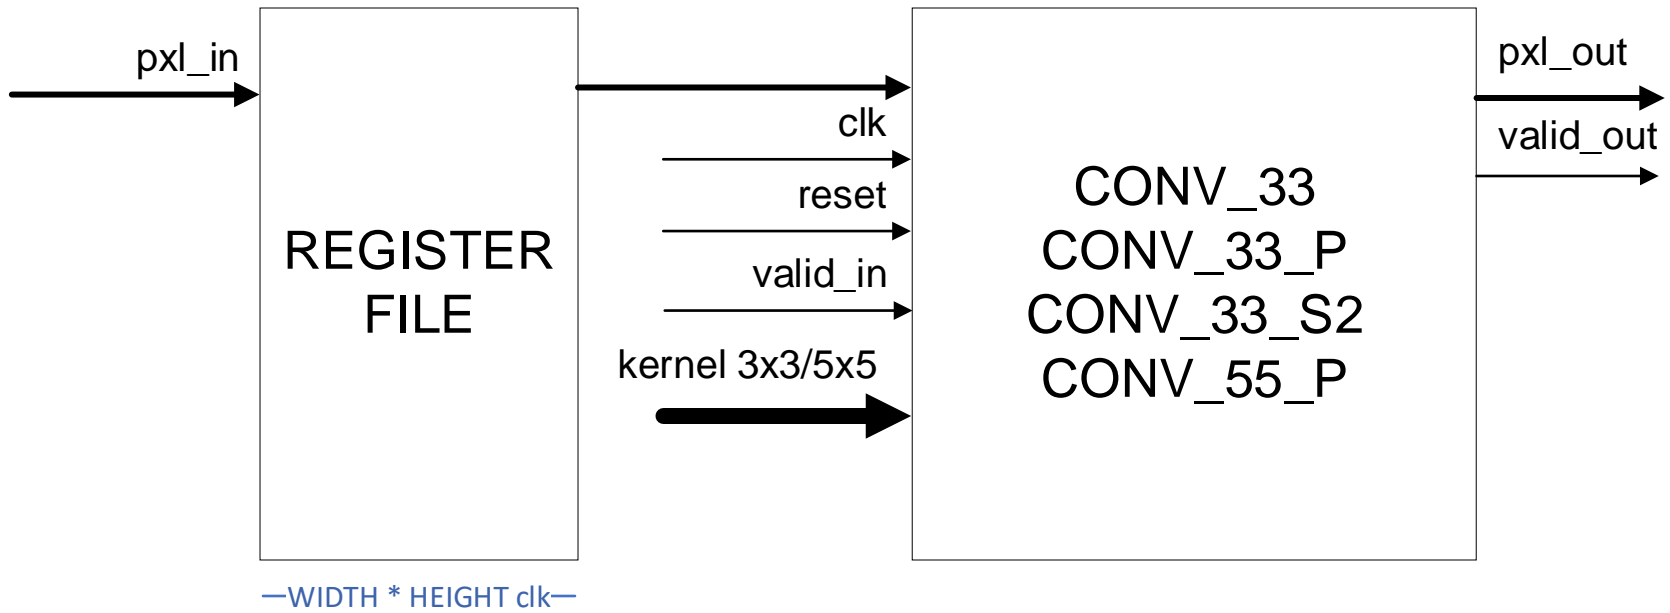 pxl_in
REGISTER
FILE
clk
reset
valid_in
kernel 3x3/5x5
CONV_33
CONV_33_P
CONV_33_S2
CONV_55_P
pxl_out
valid_out
WIDTH * HEIGHT clk